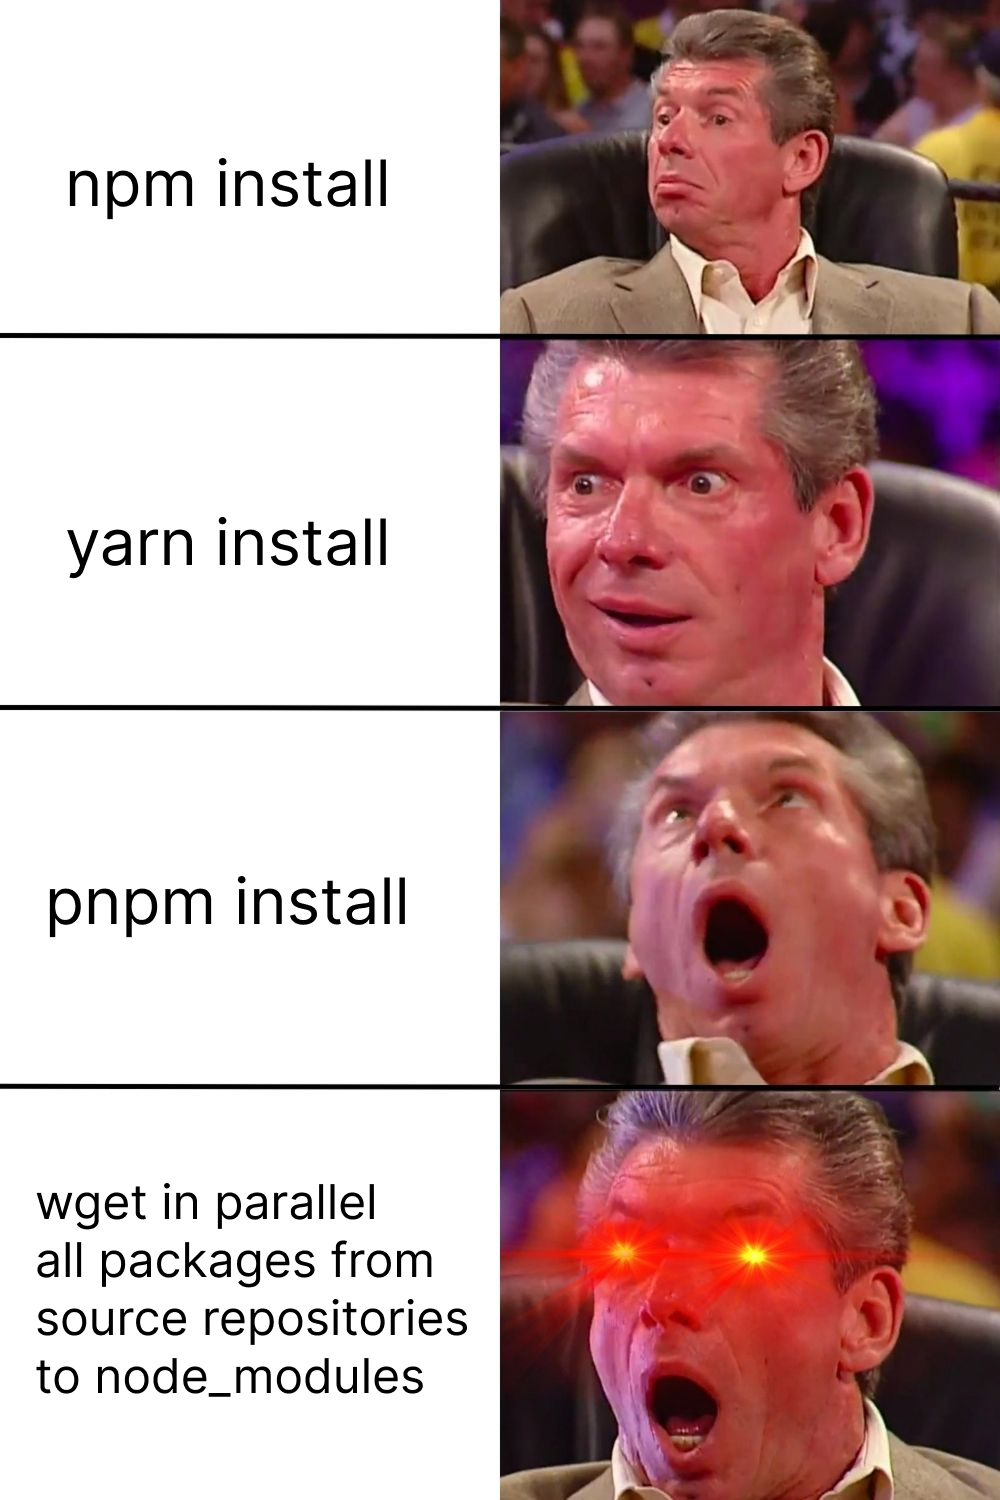 npm install
yarn install
pnpm install
wget in parallel
all packages from
source repositories
to node_modules